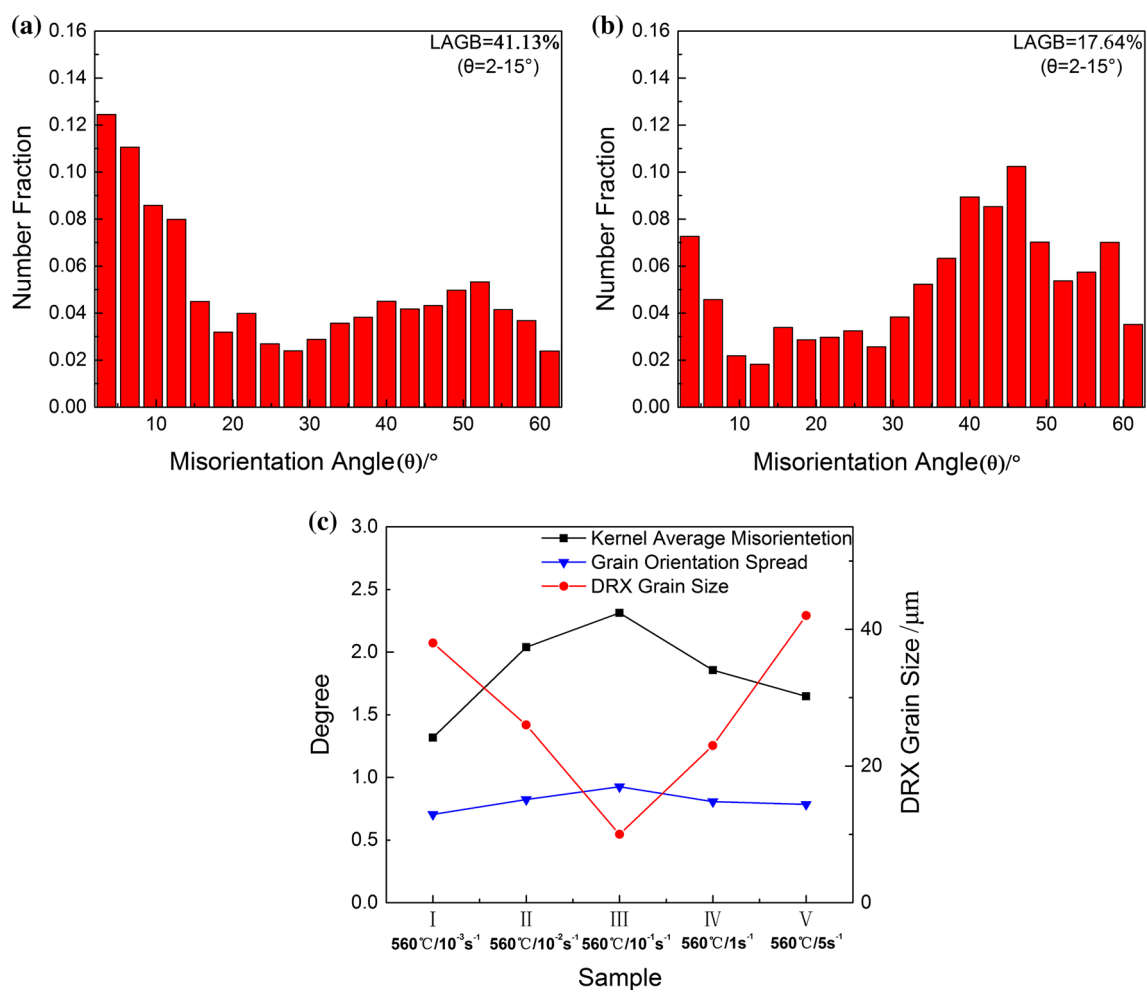 (a)
LAGB=41.13%
(θ=2-15°)
0.16
0.14
0.12
0.10
0.08
0.06
0.04
0.02
0.00
Number Fraction
10 20 30 40 50 60
Misorientation Angle(θ)/°
(b)
LAGB=17.64%
(θ=2-15°)
0.16
0.14
0.12
0.10
0.08
0.06
0.04
0.02
0.00
Number Fraction
10 20 30 40 50 60
Misorientation Angle(θ)/°
(c)
Kernel Average Misorientetion
Grain Orientation Spread
DRX Grain Size
3.0
2.5
2.0
1.5
1.0
0.5
0.0
Degree
40
20
0
DRX Grain Size /μm
Ⅰ Ⅱ Ⅲ Ⅳ Ⅴ
560℃/10⁻³s⁻¹ 560℃/10⁻²s⁻¹ 560℃/10⁻¹s⁻¹ 560℃/1s⁻¹ 560℃/5s⁻¹
Sample